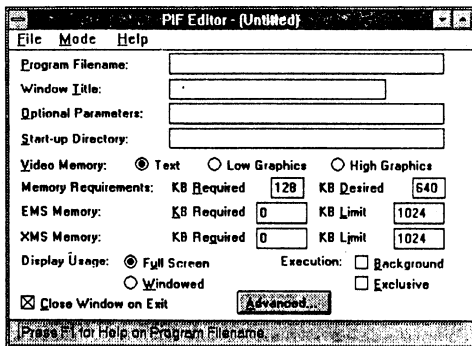 PIF Editor - (Untitled)
File Mode Help
Program Filename:
Window Title:
Optional Parameters:
Start-up Directory:
Video Memory: Text Low Graphics High Graphics
Memory Requirements: KB Required 128 KB Desired 640
EMS Memory: KB Required 0 KB Limit 1024
XMS Memory: KB Required 0 KB Limit 1024
Display Usage: Full Screen Execution: Background
Windowed Exclusive
Close Window on Exit Advanced...
Press F1 for Help on Program Filename.